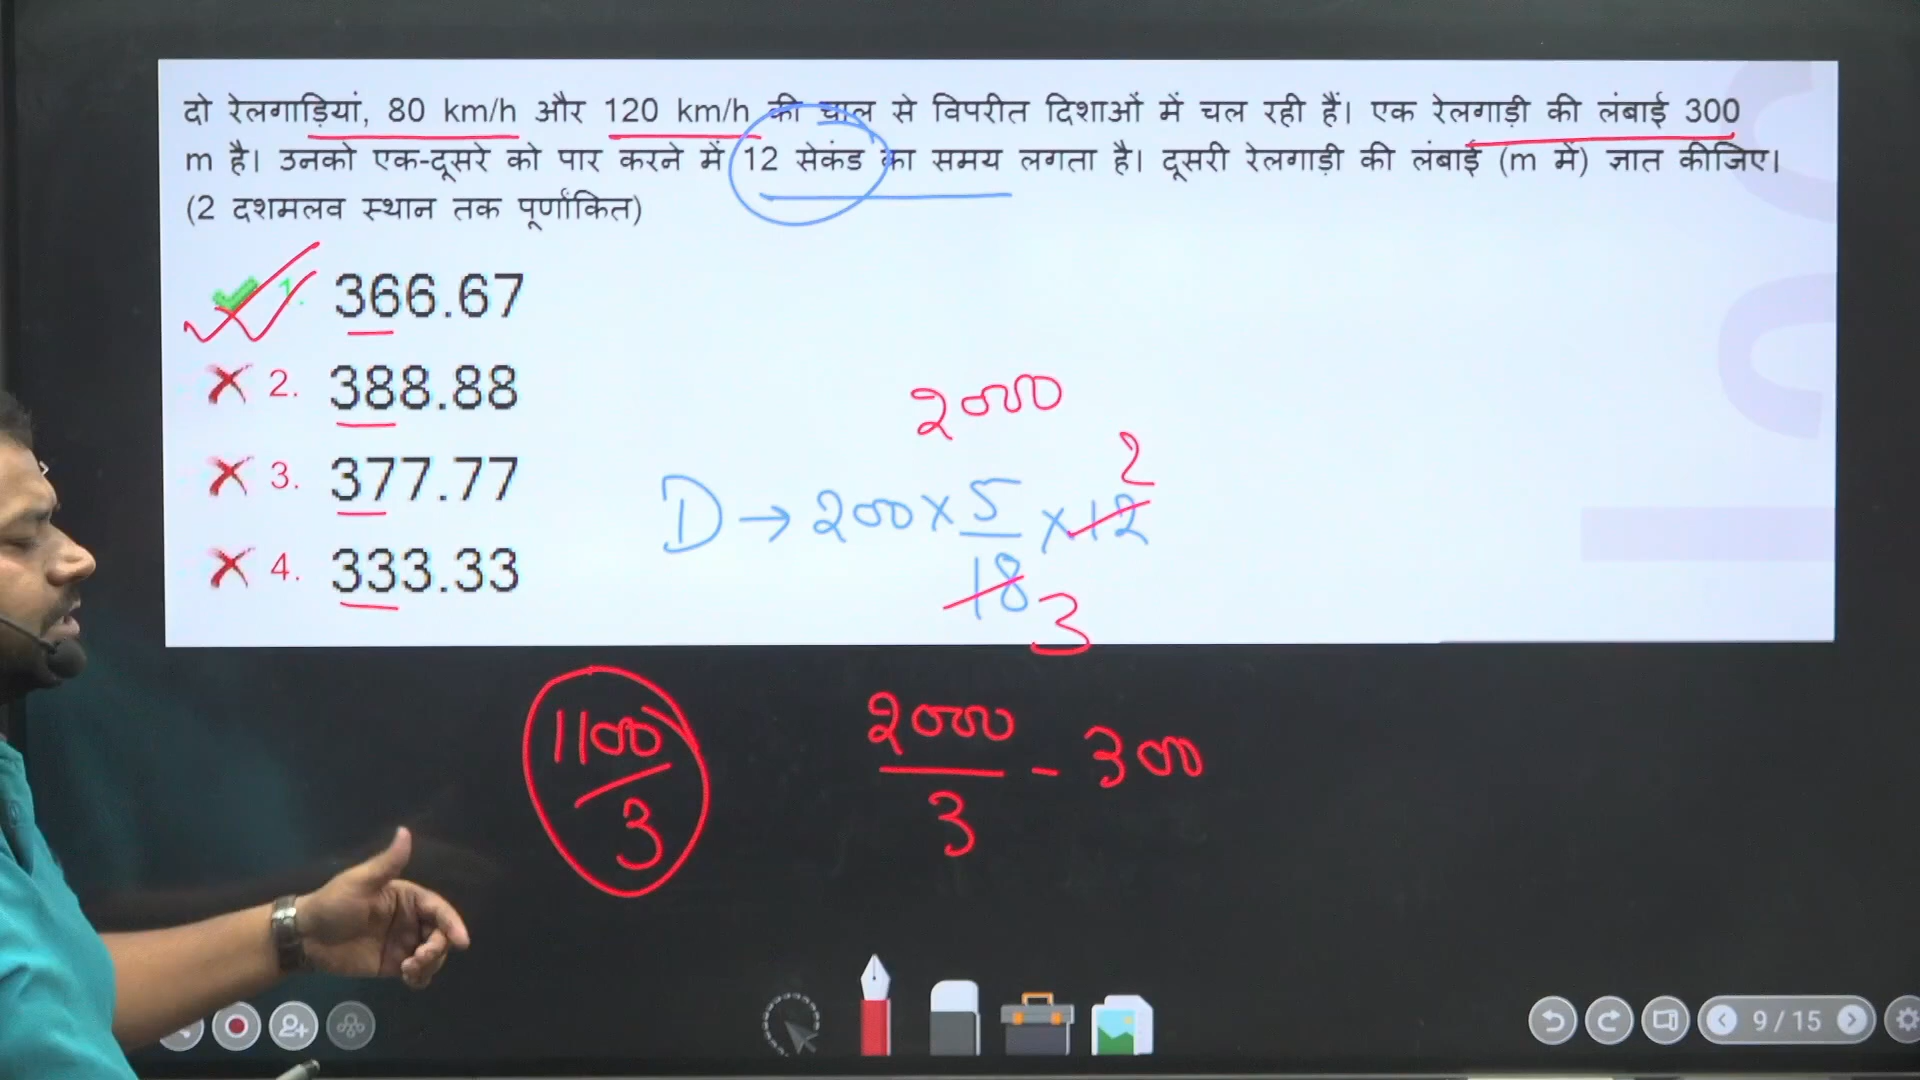 दो रेलगाड़ियां, 80 km/h और 120 km/h की चाल से विपरीत दिशाओं में चल रही हैं। एक रेलगाड़ी की लंबाई 300
m है। उनको एक-दूसरे को पार करने में 12 सेकंड का समय लगता है। दूसरी रेलगाड़ी की लंबाई (m में) ज्ञात कीजिए।
(2 दशमलव स्थान तक पूर्णांकित)
1. 366.67
2. 388.88
3. 377.77
4. 333.33
2000
2
D → 200 × 5/18 × 12
3
1100/3
2000/3 - 300
9 / 15